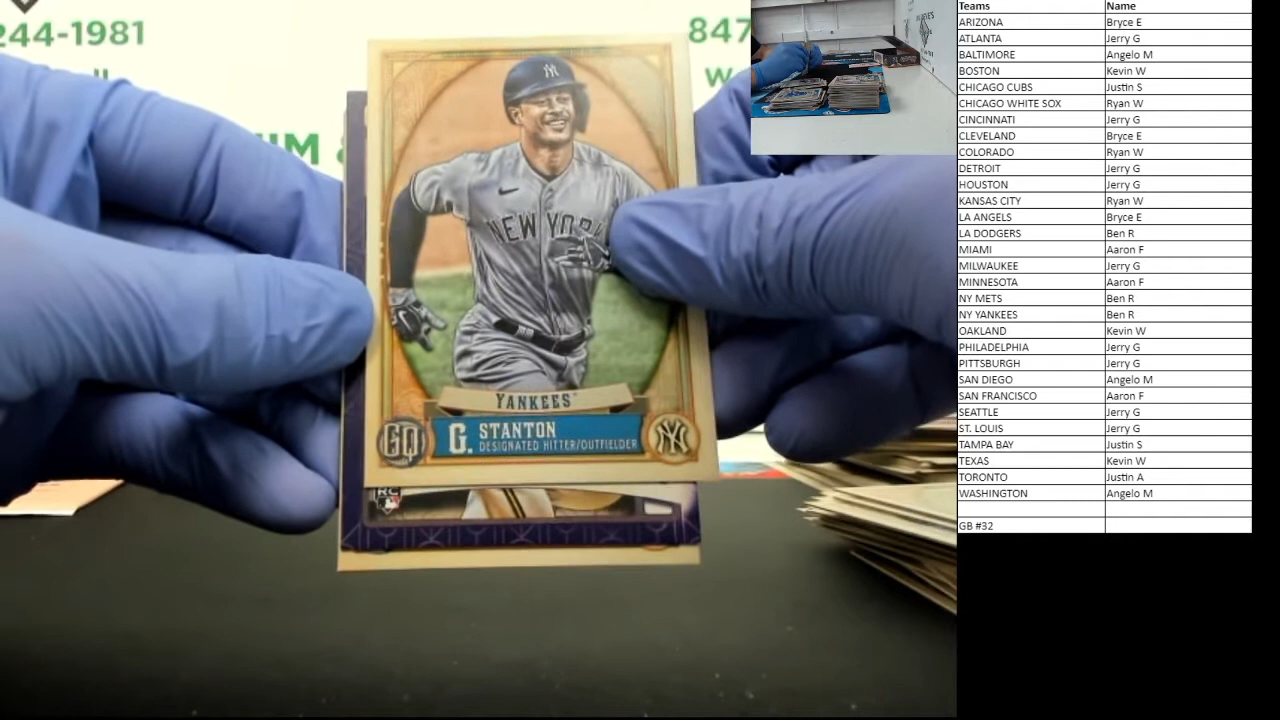 244-1981
847
W
UM &
NY
NEW YORK
YANKEES
GQ
G. STANTON
DESIGNATED HITTER/OUTFIELDER
NY
RC
Teams Name
ARIZONA Bryce E
ATLANTA Jerry G
BALTIMORE Angelo M
BOSTON Kevin W
CHICAGO CUBS Justin S
CHICAGO WHITE SOX Ryan W
CINCINNATI Jerry G
CLEVELAND Bryce E
COLORADO Ryan W
DETROIT Jerry G
HOUSTON Jerry G
KANSAS CITY Ryan W
LA ANGELS Bryce E
LA DODGERS Ben R
MIAMI Aaron F
MILWAUKEE Jerry G
MINNESOTA Aaron F
NY METS Ben R
NY YANKEES Ben R
OAKLAND Kevin W
PHILADELPHIA Jerry G
PITTSBURGH Jerry G
SAN DIEGO Angelo M
SAN FRANCISCO Aaron F
SEATTLE Jerry G
ST. LOUIS Jerry G
TAMPA BAY Justin S
TEXAS Kevin W
TORONTO Justin A
WASHINGTON Angelo M
GB #32